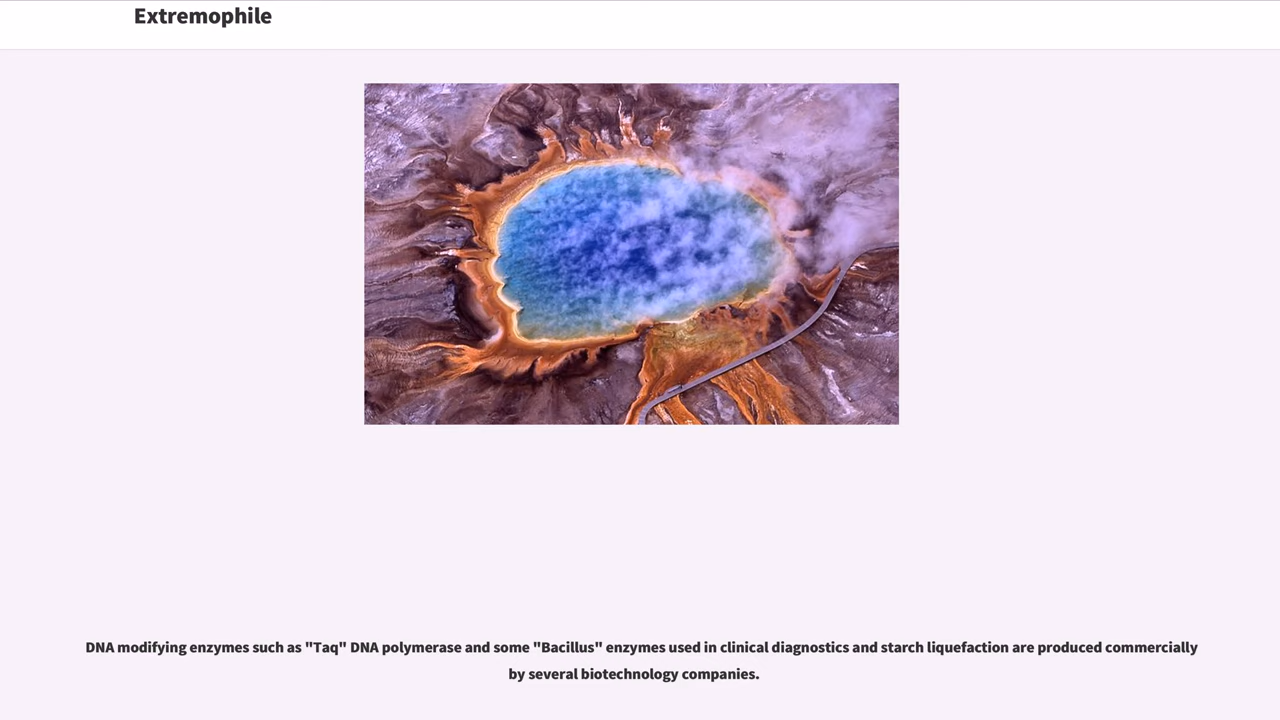 Extremophile
DNA modifying enzymes such as "Taq" DNA polymerase and some "Bacillus" enzymes used in clinical diagnostics and starch liquefaction are produced commercially
by several biotechnology companies.